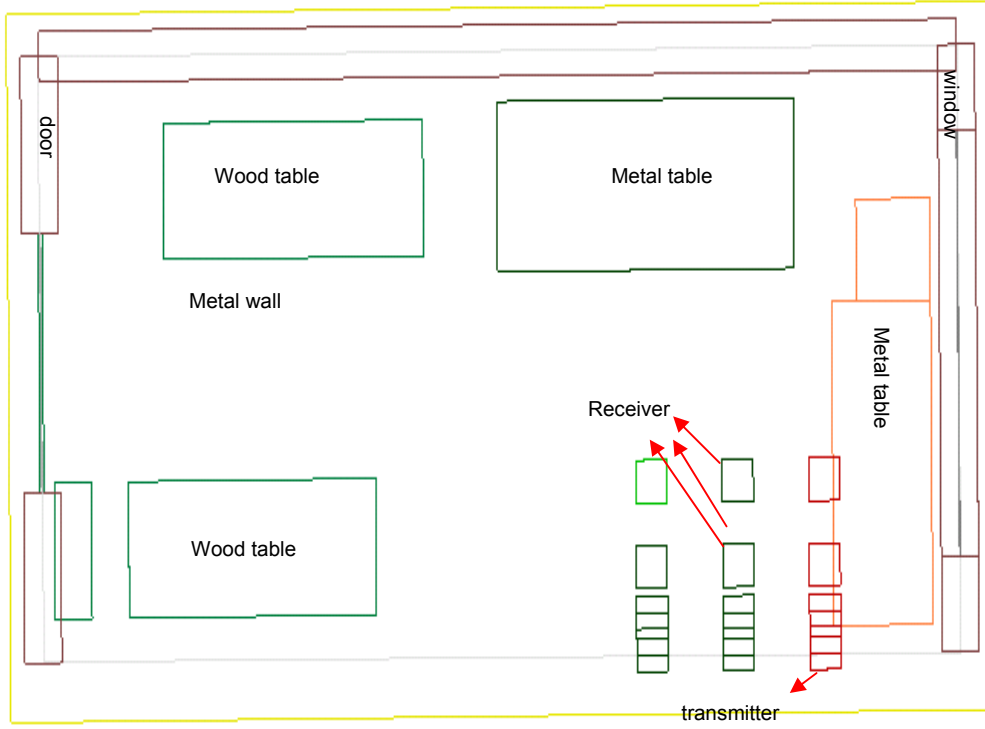 door
window
Wood table
Metal table
Metal wall
Metal table
Receiver
Wood table
transmitter